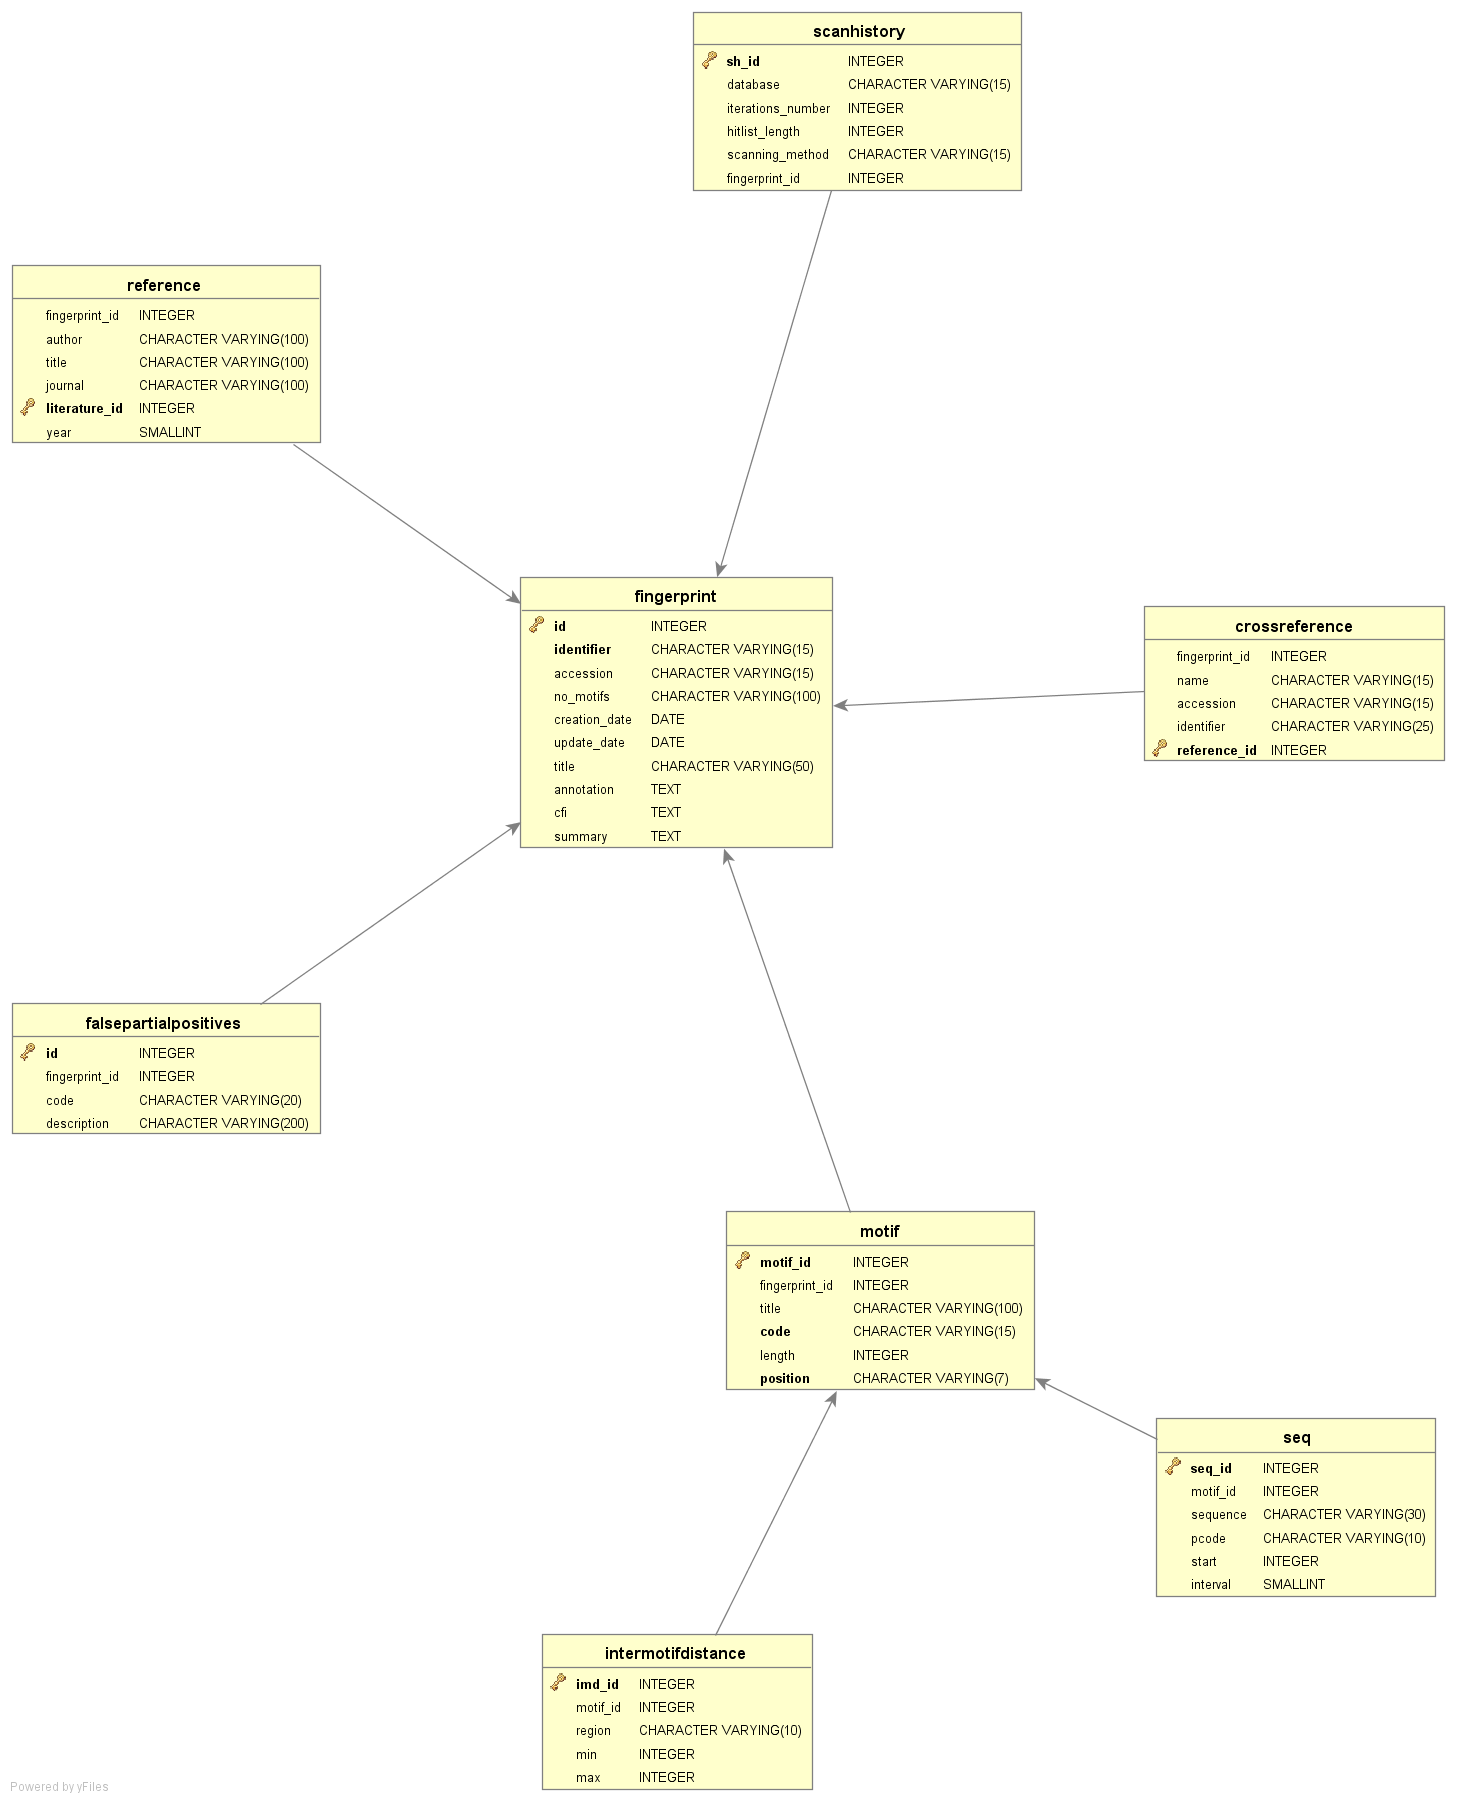 scanhistory
sh_id INTEGER
database CHARACTER VARYING(15)
iterations_number INTEGER
hitlist_length INTEGER
scanning_method CHARACTER VARYING(15)
fingerprint_id INTEGER
reference
fingerprint_id INTEGER
author CHARACTER VARYING(100)
title CHARACTER VARYING(100)
journal CHARACTER VARYING(100)
literature_id INTEGER
year SMALLINT
fingerprint
id INTEGER
identifier CHARACTER VARYING(15)
accession CHARACTER VARYING(15)
no_motifs CHARACTER VARYING(100)
creation_date DATE
update_date DATE
title CHARACTER VARYING(50)
annotation TEXT
cfi TEXT
summary TEXT
crossreference
fingerprint_id INTEGER
name CHARACTER VARYING(15)
accession CHARACTER VARYING(15)
identifier CHARACTER VARYING(25)
reference_id INTEGER
falsepartialpositives
id INTEGER
fingerprint_id INTEGER
code CHARACTER VARYING(20)
description CHARACTER VARYING(200)
motif
motif_id INTEGER
fingerprint_id INTEGER
title CHARACTER VARYING(100)
code CHARACTER VARYING(15)
length INTEGER
position CHARACTER VARYING(7)
seq
seq_id INTEGER
motif_id INTEGER
sequence CHARACTER VARYING(30)
pcode CHARACTER VARYING(10)
start INTEGER
interval SMALLINT
intermotifdistance
imd_id INTEGER
motif_id INTEGER
region CHARACTER VARYING(10)
min INTEGER
max INTEGER
Powered by yFiles